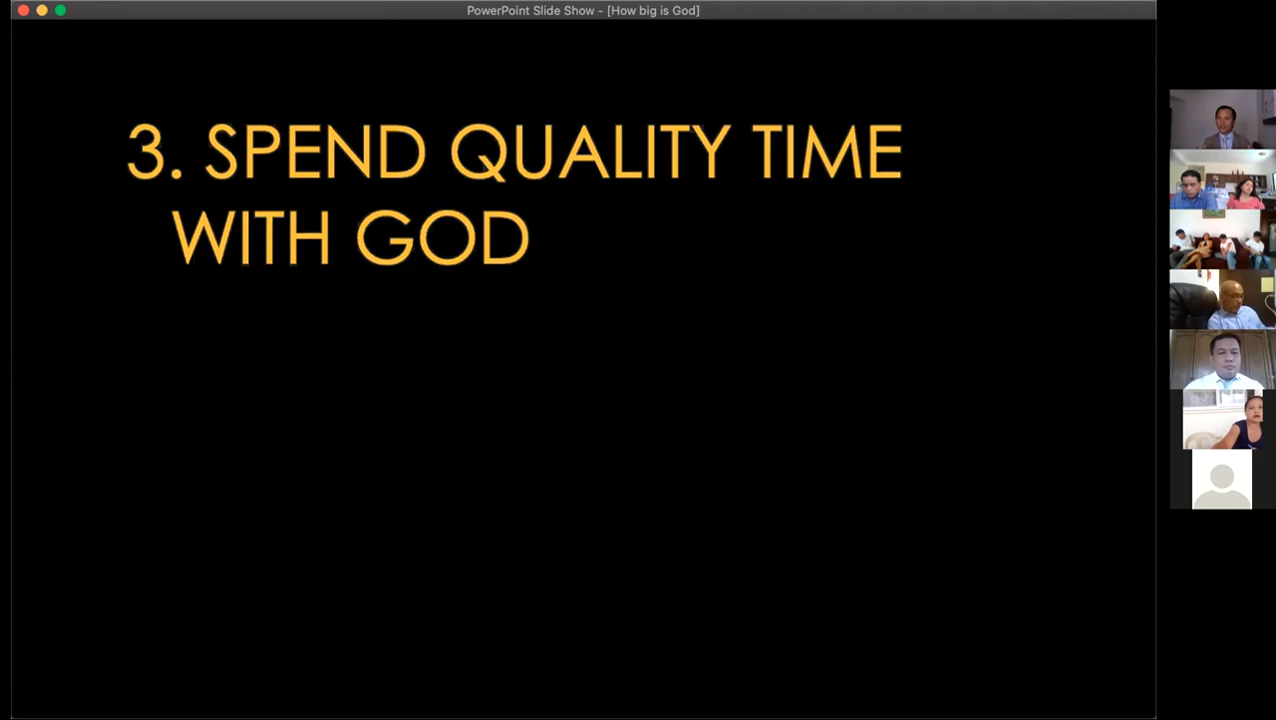 PowerPoint Slide Show - [How big is God]
3. SPEND QUALITY TIME
WITH GOD